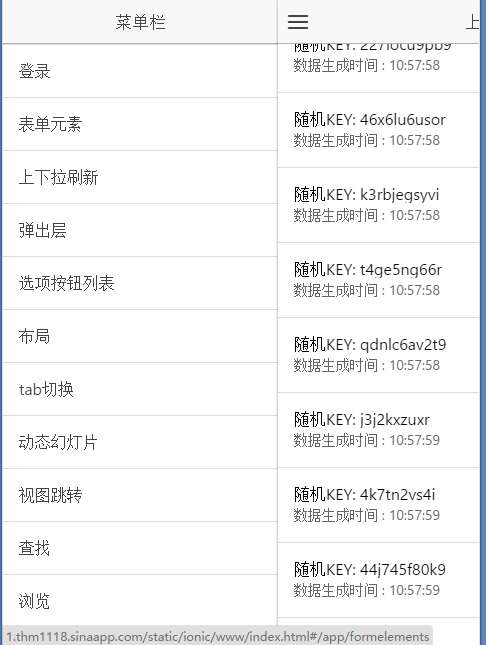 菜单栏
登录
表单元素
上下拉刷新
弹出层
选项按钮列表
布局
tab切换
动态幻灯片
视图跳转
查找
浏览
上
随机KEY: 227locu9pb9
数据生成时间 : 10:57:58
随机KEY: 46x6lu6usor
数据生成时间 : 10:57:58
随机KEY: k3rbjegsyvi
数据生成时间 : 10:57:58
随机KEY: t4ge5ng66r
数据生成时间 : 10:57:58
随机KEY: qdnlc6av2t9
数据生成时间 : 10:57:58
随机KEY: j3j2kxzuxr
数据生成时间 : 10:57:59
随机KEY: 4k7tn2vs4i
数据生成时间 : 10:57:59
随机KEY: 44j745f80k9
数据生成时间 : 10:57:59
1.thm1118.sinaapp.com/static/ionic/www/index.html#/app/formelements